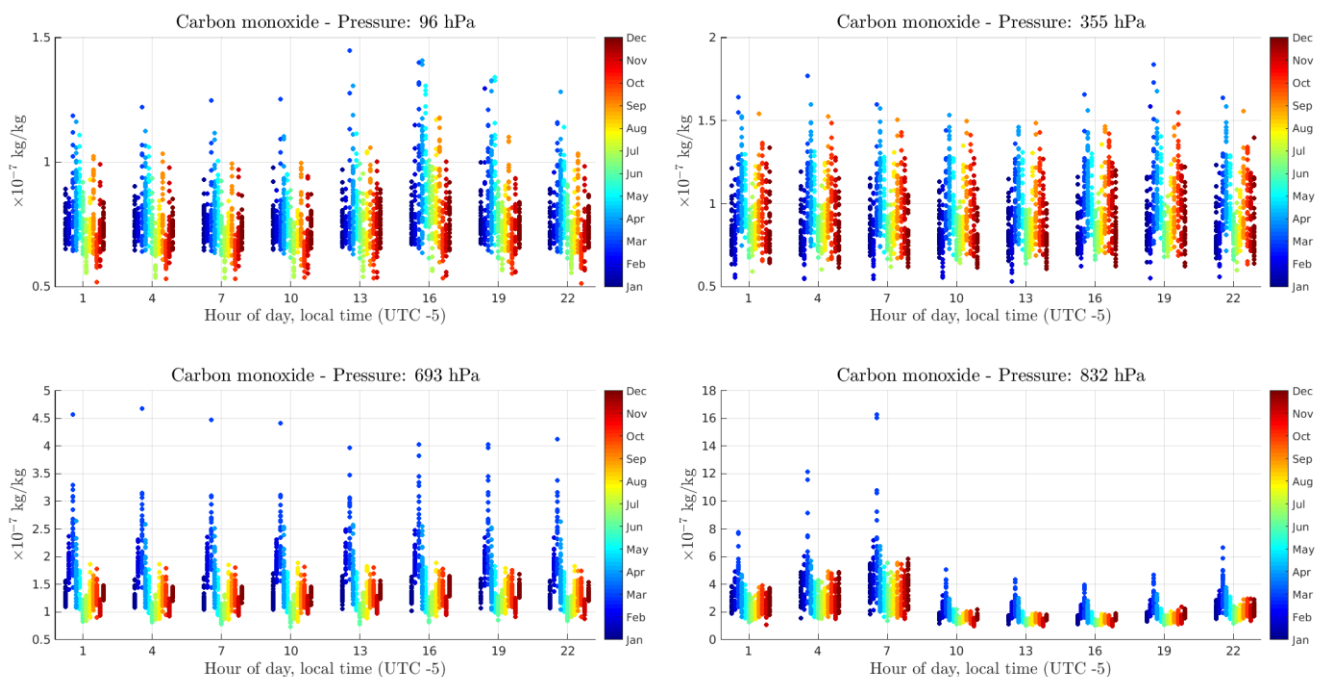 Carbon monoxide - Pressure: 96 hPa
1.5
1
0.5
×10⁻⁷ kg/kg
1 4 7 10 13 16 19 22
Hour of day, local time (UTC -5)
Dec
Nov
Oct
Sep
Aug
Jul
Jun
May
Apr
Mar
Feb
Jan
Carbon monoxide - Pressure: 355 hPa
2
1.5
1
0.5
×10⁻⁷ kg/kg
1 4 7 10 13 16 19 22
Hour of day, local time (UTC -5)
Dec
Nov
Oct
Sep
Aug
Jul
Jun
May
Apr
Mar
Feb
Jan
Carbon monoxide - Pressure: 693 hPa
5
4.5
4
3.5
3
2.5
2
1.5
1
0.5
×10⁻⁷ kg/kg
1 4 7 10 13 16 19 22
Hour of day, local time (UTC -5)
Dec
Nov
Oct
Sep
Aug
Jul
Jun
May
Apr
Mar
Feb
Jan
Carbon monoxide - Pressure: 832 hPa
18
16
14
12
10
8
6
4
2
0
×10⁻⁷ kg/kg
1 4 7 10 13 16 19 22
Hour of day, local time (UTC -5)
Dec
Nov
Oct
Sep
Aug
Jul
Jun
May
Apr
Mar
Feb
Jan